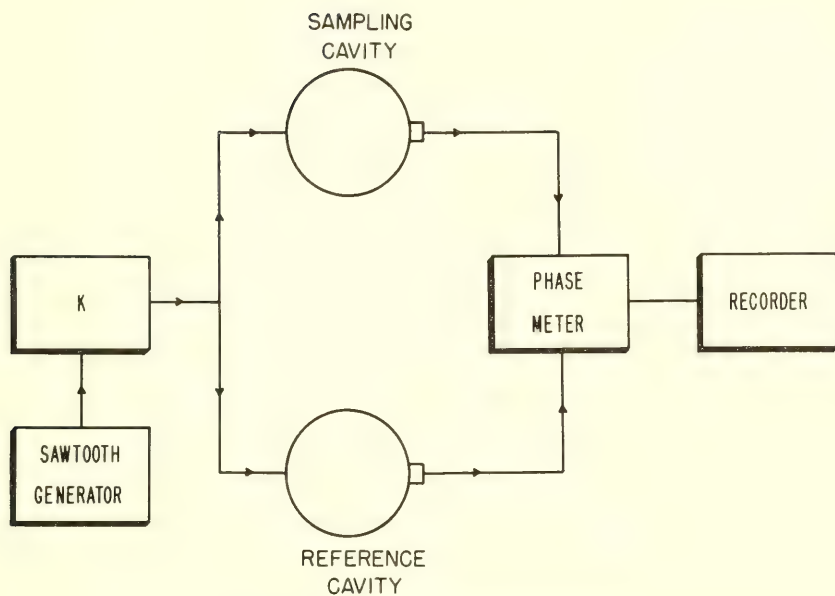 SAMPLING
CAVITY
K
PHASE
METER
RECORDER
SAWTOOTH
GENERATOR
REFERENCE
CAVITY